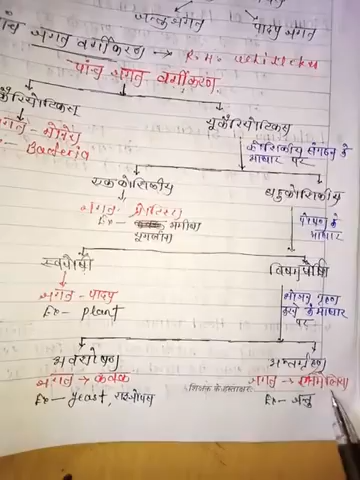 जन्तु जगत पादप जगत
पांच जगत वर्गीकरण → R.H. Whittaker
पांच जगत वर्गीकरण
यूकैरियोटिक
जगत - मोनेरा
Bacteria
कोशिकीय संगठन के
आधार पर
एककोशिकीय बहुकोशिकीय
जगत - प्रोटिस्टा
Ex - अमीबा
यूग्लीना
पोषण के
आधार
स्वपोषी विषमपोषी
जगत - पादप
Ex - plant
भोजन ग्रहण
करने के आधार
पर
अवशोषण अन्तर्ग्रहण
जगत → कवक जगत → एनिमेलिया
शिक्षक के हस्ताक्षर
Ex - yeast, राइजोपस Ex - जन्तु